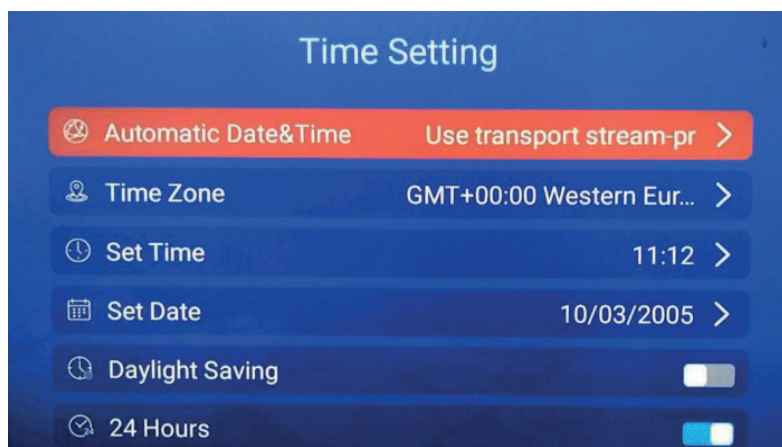 Time Setting
Automatic Date&Time Use transport stream-pr
Time Zone GMT+00:00 Western Eur...
Set Time 11:12
Set Date 10/03/2005
Daylight Saving
24 Hours